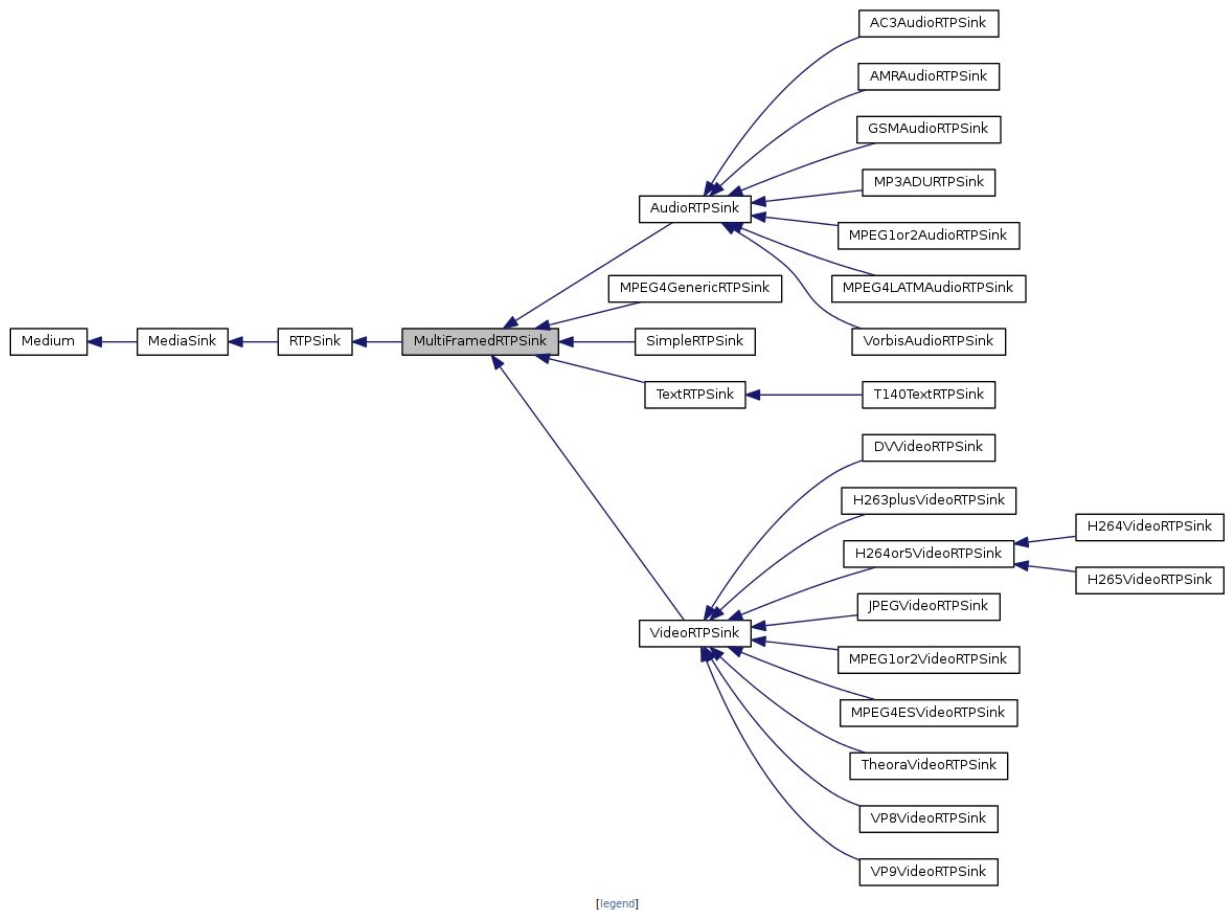 AC3AudioRTPSink
AMRAudioRTPSink
GSMAudioRTPSink
MP3ADURTPSink
AudioRTPSink
MPEG1or2AudioRTPSink
MPEG4LATMAudioRTPSink
MPEG4GenericRTPSink
Medium
MediaSink
RTPSink
MultiFramedRTPSink
SimpleRTPSink
VorbisAudioRTPSink
TextRTPSink
T140TextRTPSink
DVVideoRTPSink
H263plusVideoRTPSink
H264VideoRTPSink
H264or5VideoRTPSink
H265VideoRTPSink
JPEGVideoRTPSink
VideoRTPSink
MPEG1or2VideoRTPSink
MPEG4ESVideoRTPSink
TheoraVideoRTPSink
VP8VideoRTPSink
VP9VideoRTPSink
[legend]